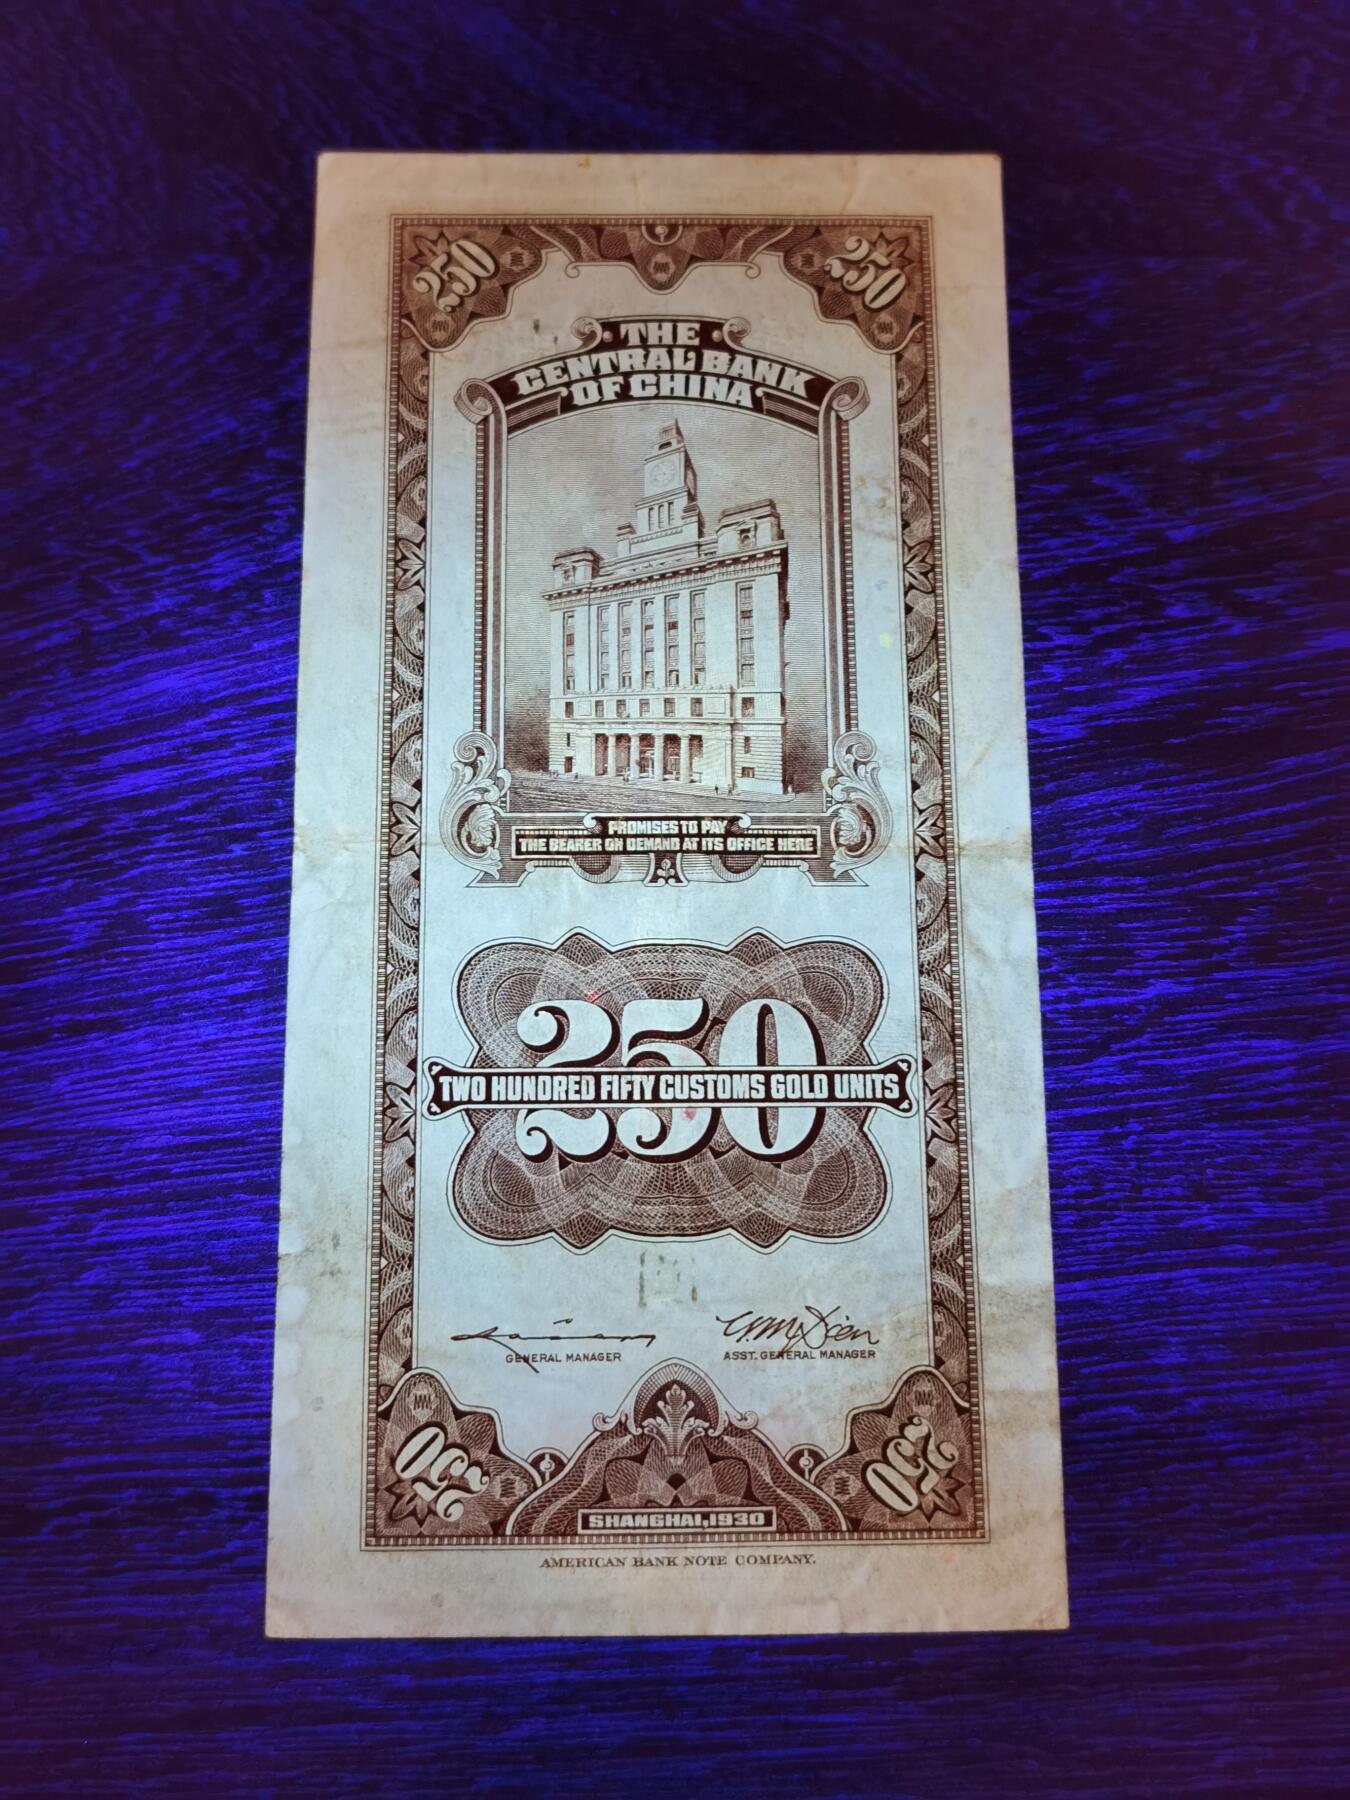 250
250
THE
CENTRAL BANK
OF CHINA
PROMISES TO PAY
THE BEARER ON DEMAND AT ITS OFFICE HERE
250
TWO HUNDRED FIFTY CUSTOMS GOLD UNITS
GENERAL MANAGER
ASST. GENERAL MANAGER
250
250
SHANGHAI, 1930
AMERICAN BANK NOTE COMPANY.